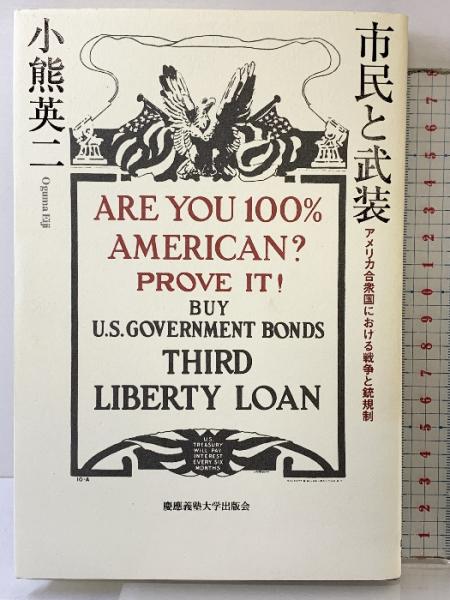 市民と武装
アメリカ合衆国における戦争と銃規制
小熊英二
Oguma Eiji
ARE YOU 100%
AMERICAN?
PROVE IT!
BUY
U.S. GOVERNMENT BONDS
THIRD
LIBERTY LOAN
U.S.
TREASURY
WILL PAY
INTEREST
EVERY SIX
MONTHS
10-A
慶應義塾大学出版会